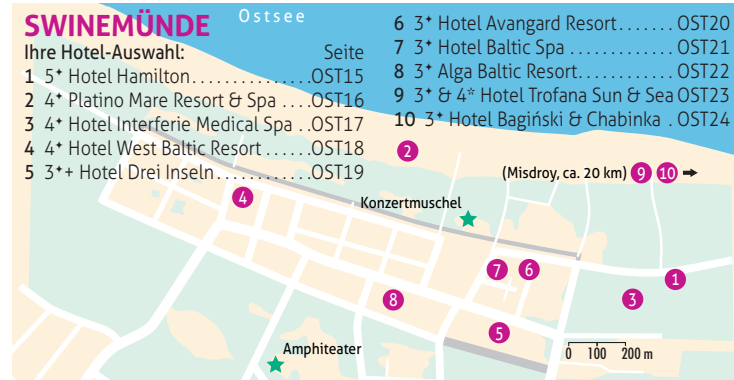 SWINEMÜNDE
Ostsee
Ihre Hotel-Auswahl: Seite
1 5* Hotel Hamilton..............OST15
2 4* Platino Mare Resort & Spa ....OST16
3 4* Hotel Interferie Medical Spa ..OST17
4 4* Hotel West Baltic Resort ......OST18
5 3*+ Hotel Drei Inseln...........OST19
6 3* Hotel Avangard Resort.......OST20
7 3* Hotel Baltic Spa .............OST21
8 3* Alga Baltic Resort............OST22
9 3* & 4* Hotel Trofana Sun & Sea OST23
10 3* Hotel Bagiński & Chabinka .OST24
2
(Misdroy, ca. 20 km) 9 10 →
4
Konzertmuschel
7 6
1
3
8
5
Amphiteater
0 100 200 m